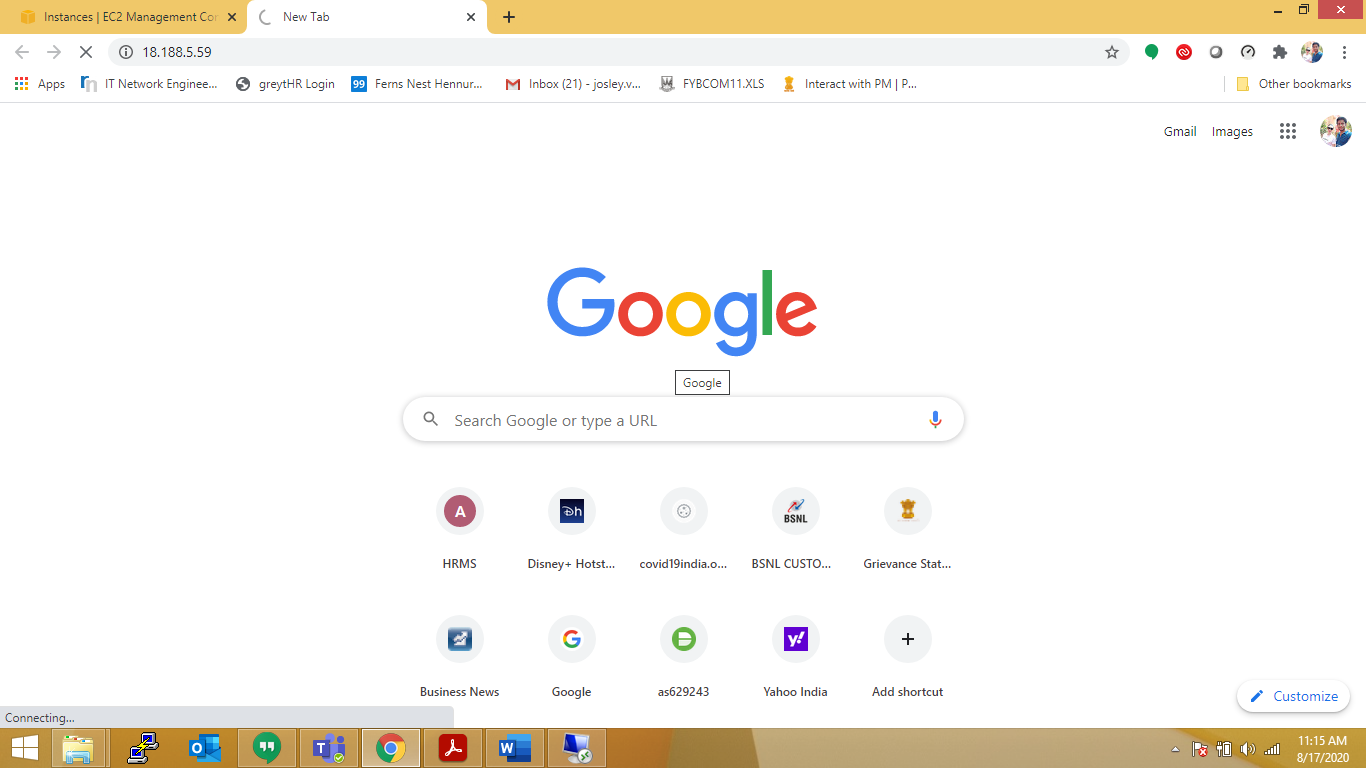 Instances | EC2 Management Con
New Tab
18.188.5.59
Apps
IT Network Enginee...
greytHR Login
99
Ferns Nest Hennur...
Inbox (21) - josley.v...
FYBCOM11.XLS
Interact with PM | P...
Other bookmarks
Gmail
Images
Google
Google
Search Google or type a URL
A
Dh
BSNL
HRMS
Disney+ Hotst...
covid19india.o...
BSNL CUSTO...
Grievance Stat...
G
D
y!
Business News
Google
as629243
Yahoo India
Add shortcut
Customize
Connecting...
11:15 AM
8/17/2020